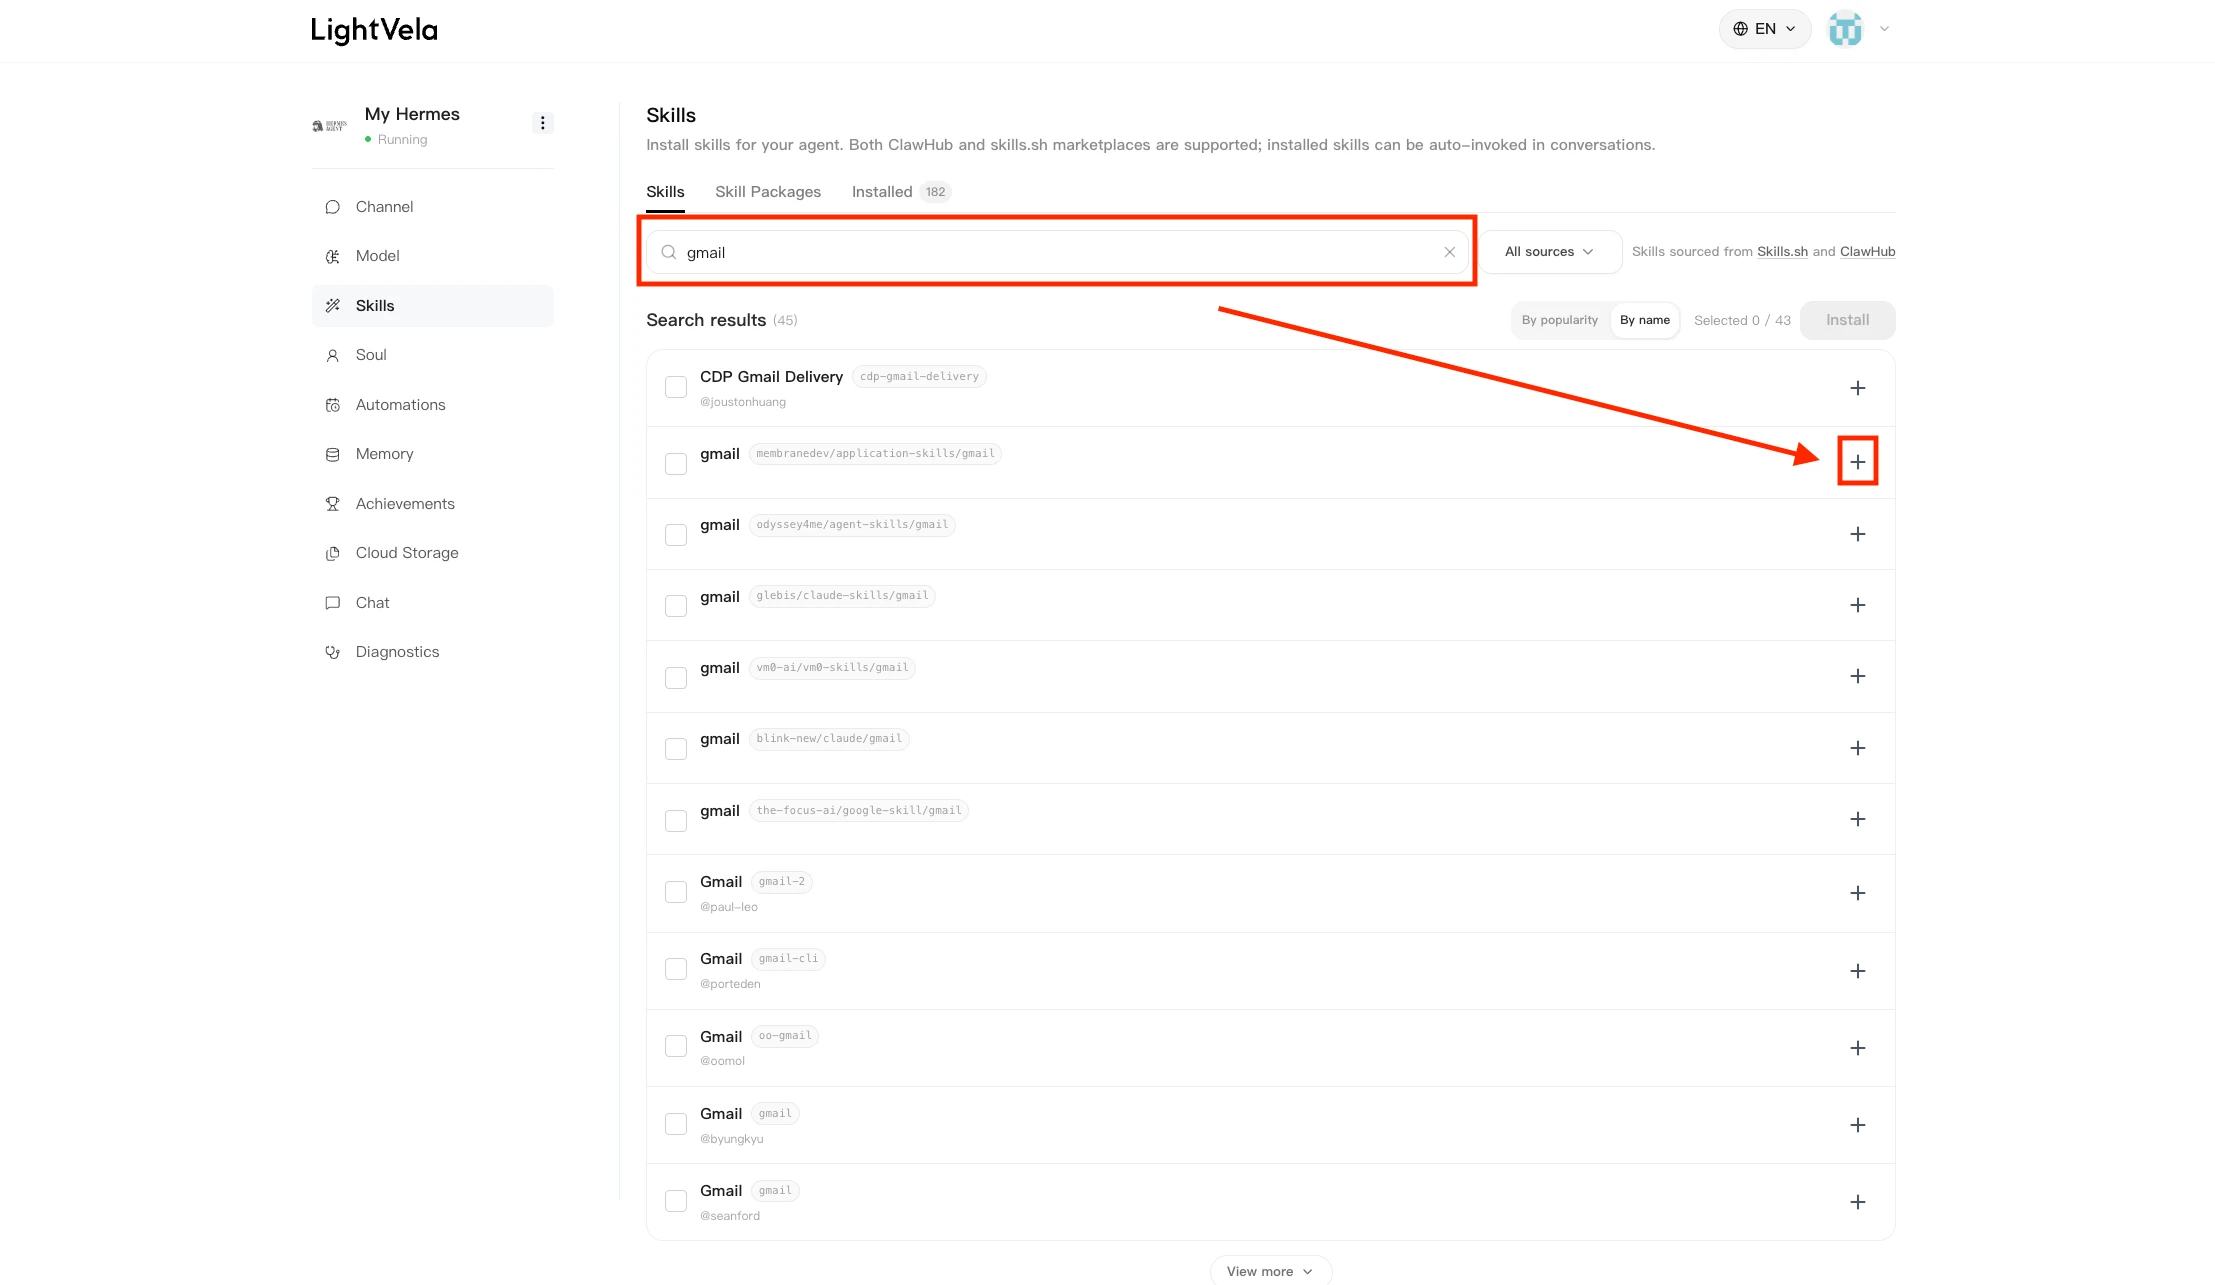 LightVela
EN
My Hermes
HERMES AGENT
Running
Channel
Model
Skills
Soul
Automations
Memory
Achievements
Cloud Storage
Chat
Diagnostics
Skills
Install skills for your agent. Both ClawHub and skills.sh marketplaces are supported; installed skills can be auto-invoked in conversations.
Skills Skill Packages Installed 182
gmail
All sources
Skills sourced from Skills.sh and ClawHub
Search results (45)
By popularity By name Selected 0 / 43 Install
CDP Gmail Delivery cdp-gmail-delivery
@joustonhuang
gmail membranedev/application-skills/gmail
gmail odyssey4me/agent-skills/gmail
gmail glebis/claude-skills/gmail
gmail vm0-ai/vm0-skills/gmail
gmail blink-new/claude/gmail
gmail the-focus-ai/google-skill/gmail
Gmail gmail-2
@paul-leo
Gmail gmail-cli
@porteden
Gmail oo-gmail
@oomol
Gmail gmail
@byungkyu
Gmail gmail
@seanford
View more